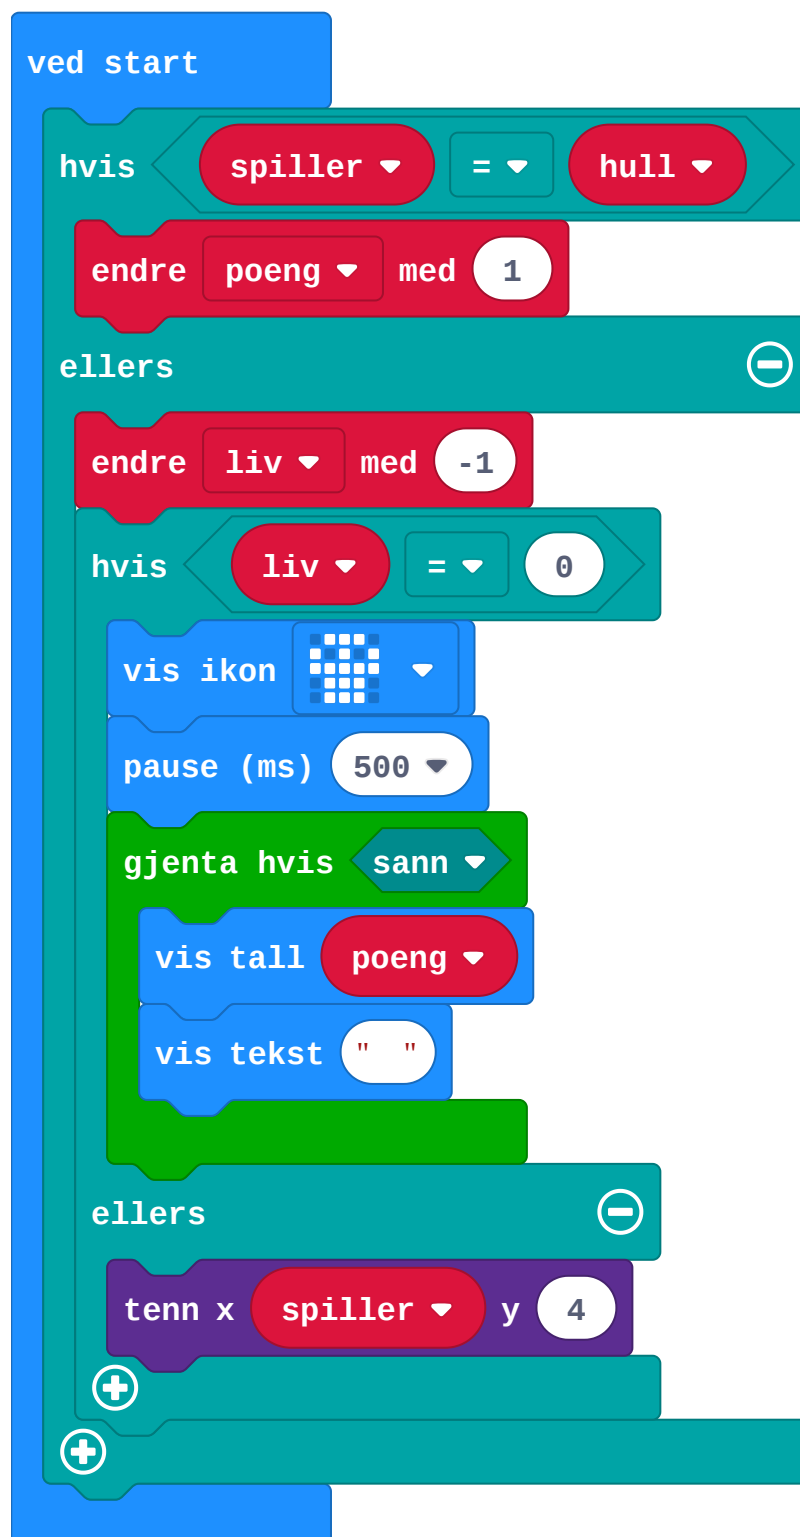 ved start
hvis spiller = hull
endre poeng med 1
ellers
endre liv med -1
hvis liv = 0
vis ikon
pause (ms) 500
gjenta hvis sann
vis tall poeng
vis tekst " "
ellers
tenn x spiller y 4